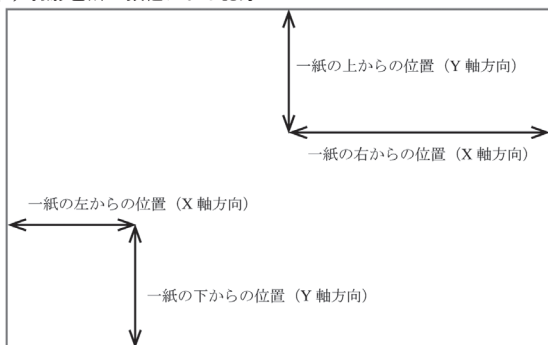 一紙の上からの位置（Y 軸方向）
一紙の右からの位置（X 軸方向）
一紙の左からの位置（X 軸方向）
一紙の下からの位置（Y 軸方向）